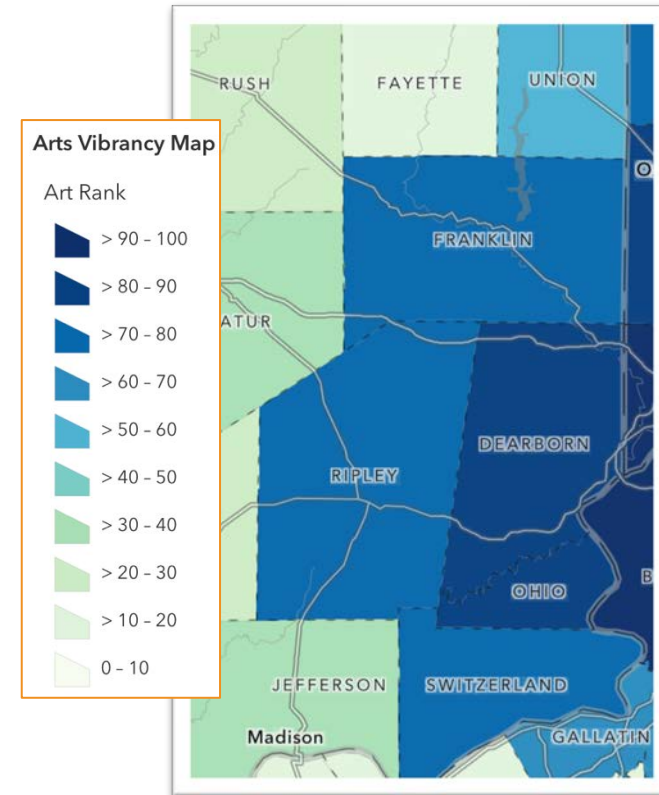 Arts Vibrancy Map
Art Rank
> 90 – 100
> 80 – 90
> 70 – 80
> 60 – 70
> 50 – 60
> 40 – 50
> 30 – 40
> 20 – 30
> 10 – 20
0 – 10
RUSH
FAYETTE
UNION
O
FRANKLIN
ATUR
DEARBORN
RIPLEY
B
OHIO
JEFFERSON
SWITZERLAND
Madison
GALLATIN